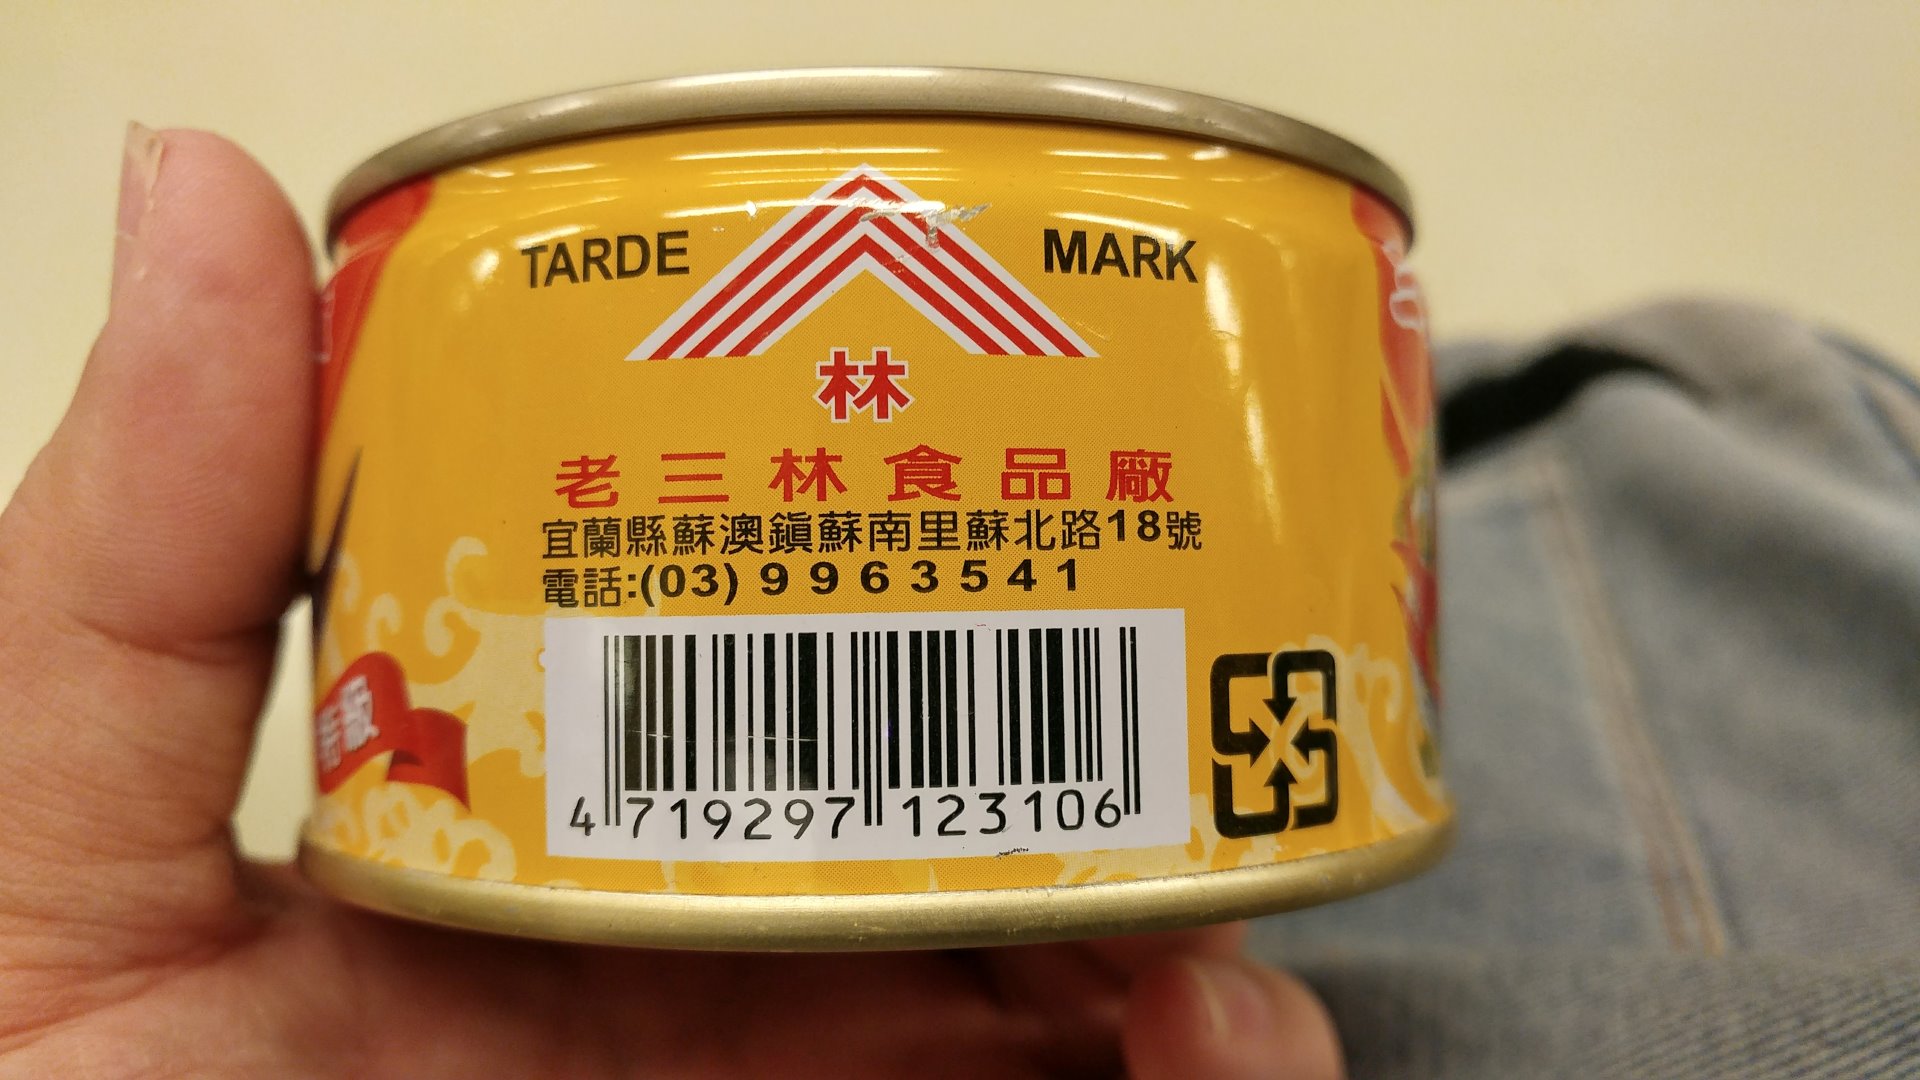 TARDE MARK
林
老三林食品廠
宜蘭縣蘇澳鎮蘇南里蘇北路18號
電話:(03) 9963541
級
4 719297 123106